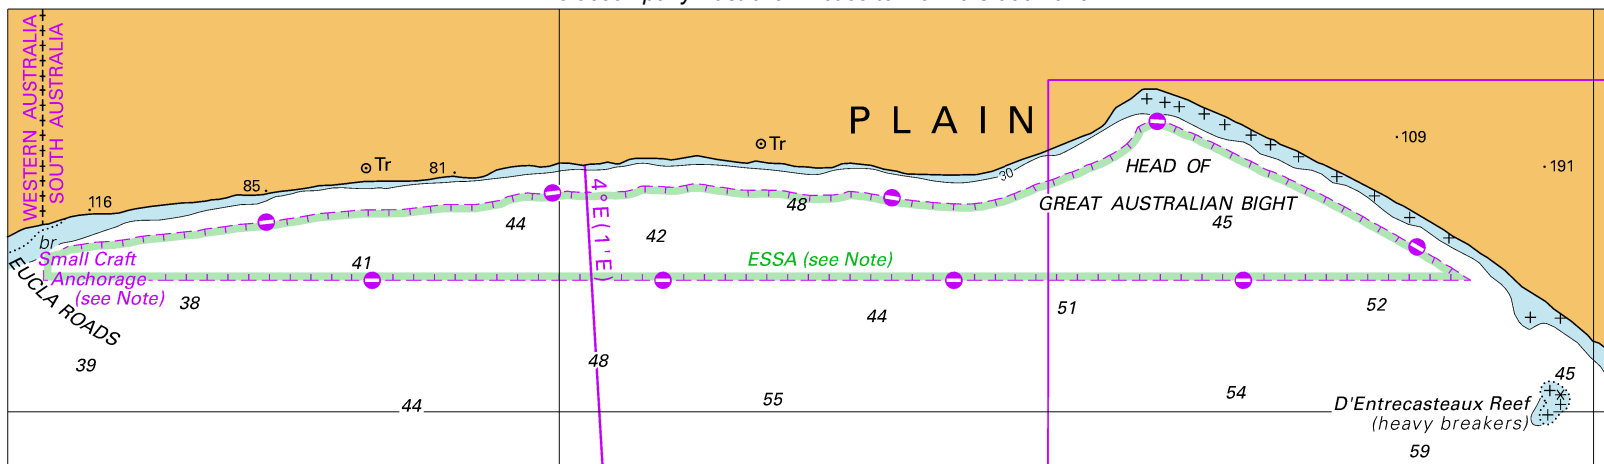 WESTERN AUSTRALIA
SOUTH AUSTRALIA
PLAIN
Tr
Tr
109
191
116
85
81
30
HEAD OF
GREAT AUSTRALIAN BIGHT
45
4°E (1'E)
44
42
48
br
Small Craft
Anchorage
(see Note)
EUCLA ROADS
41
ESSA (see Note)
38
44
51
52
39
48
44
55
54
45
D'Entrecasteaux Reef
(heavy breakers)
59